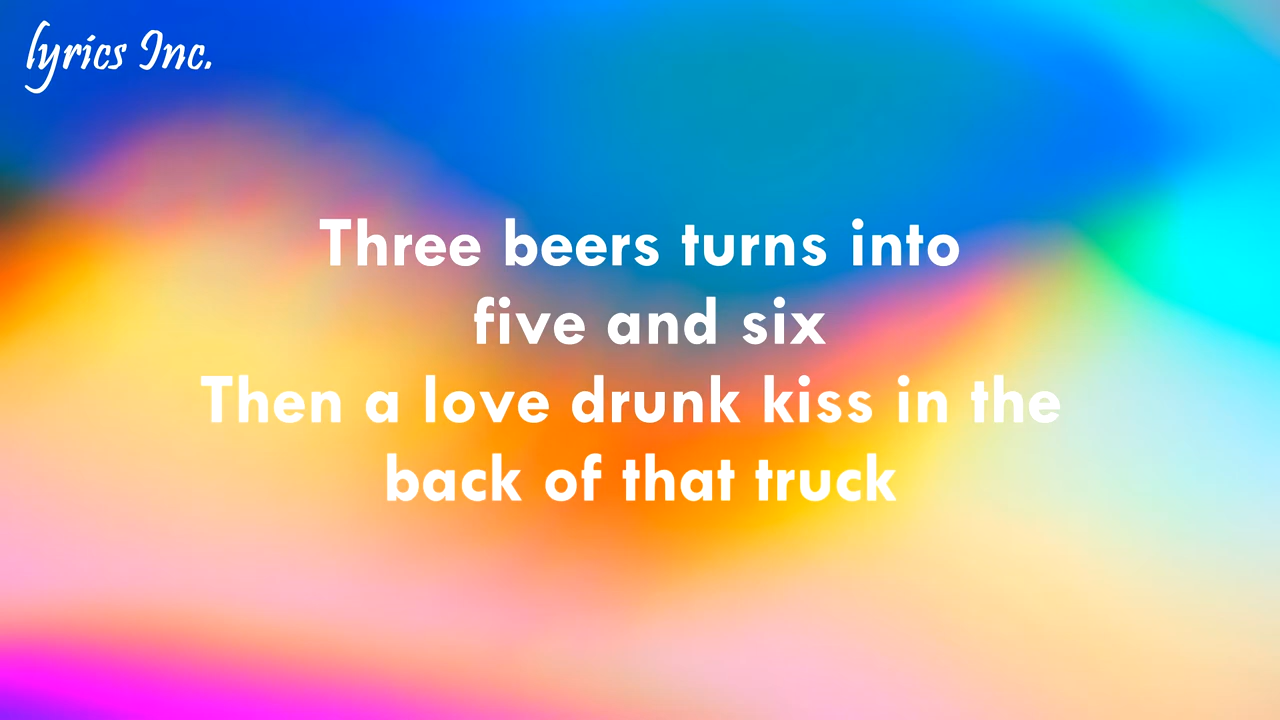 lyrics Inc.
Three beers turns into
five and six
Then a love drunk kiss in the
back of that truck